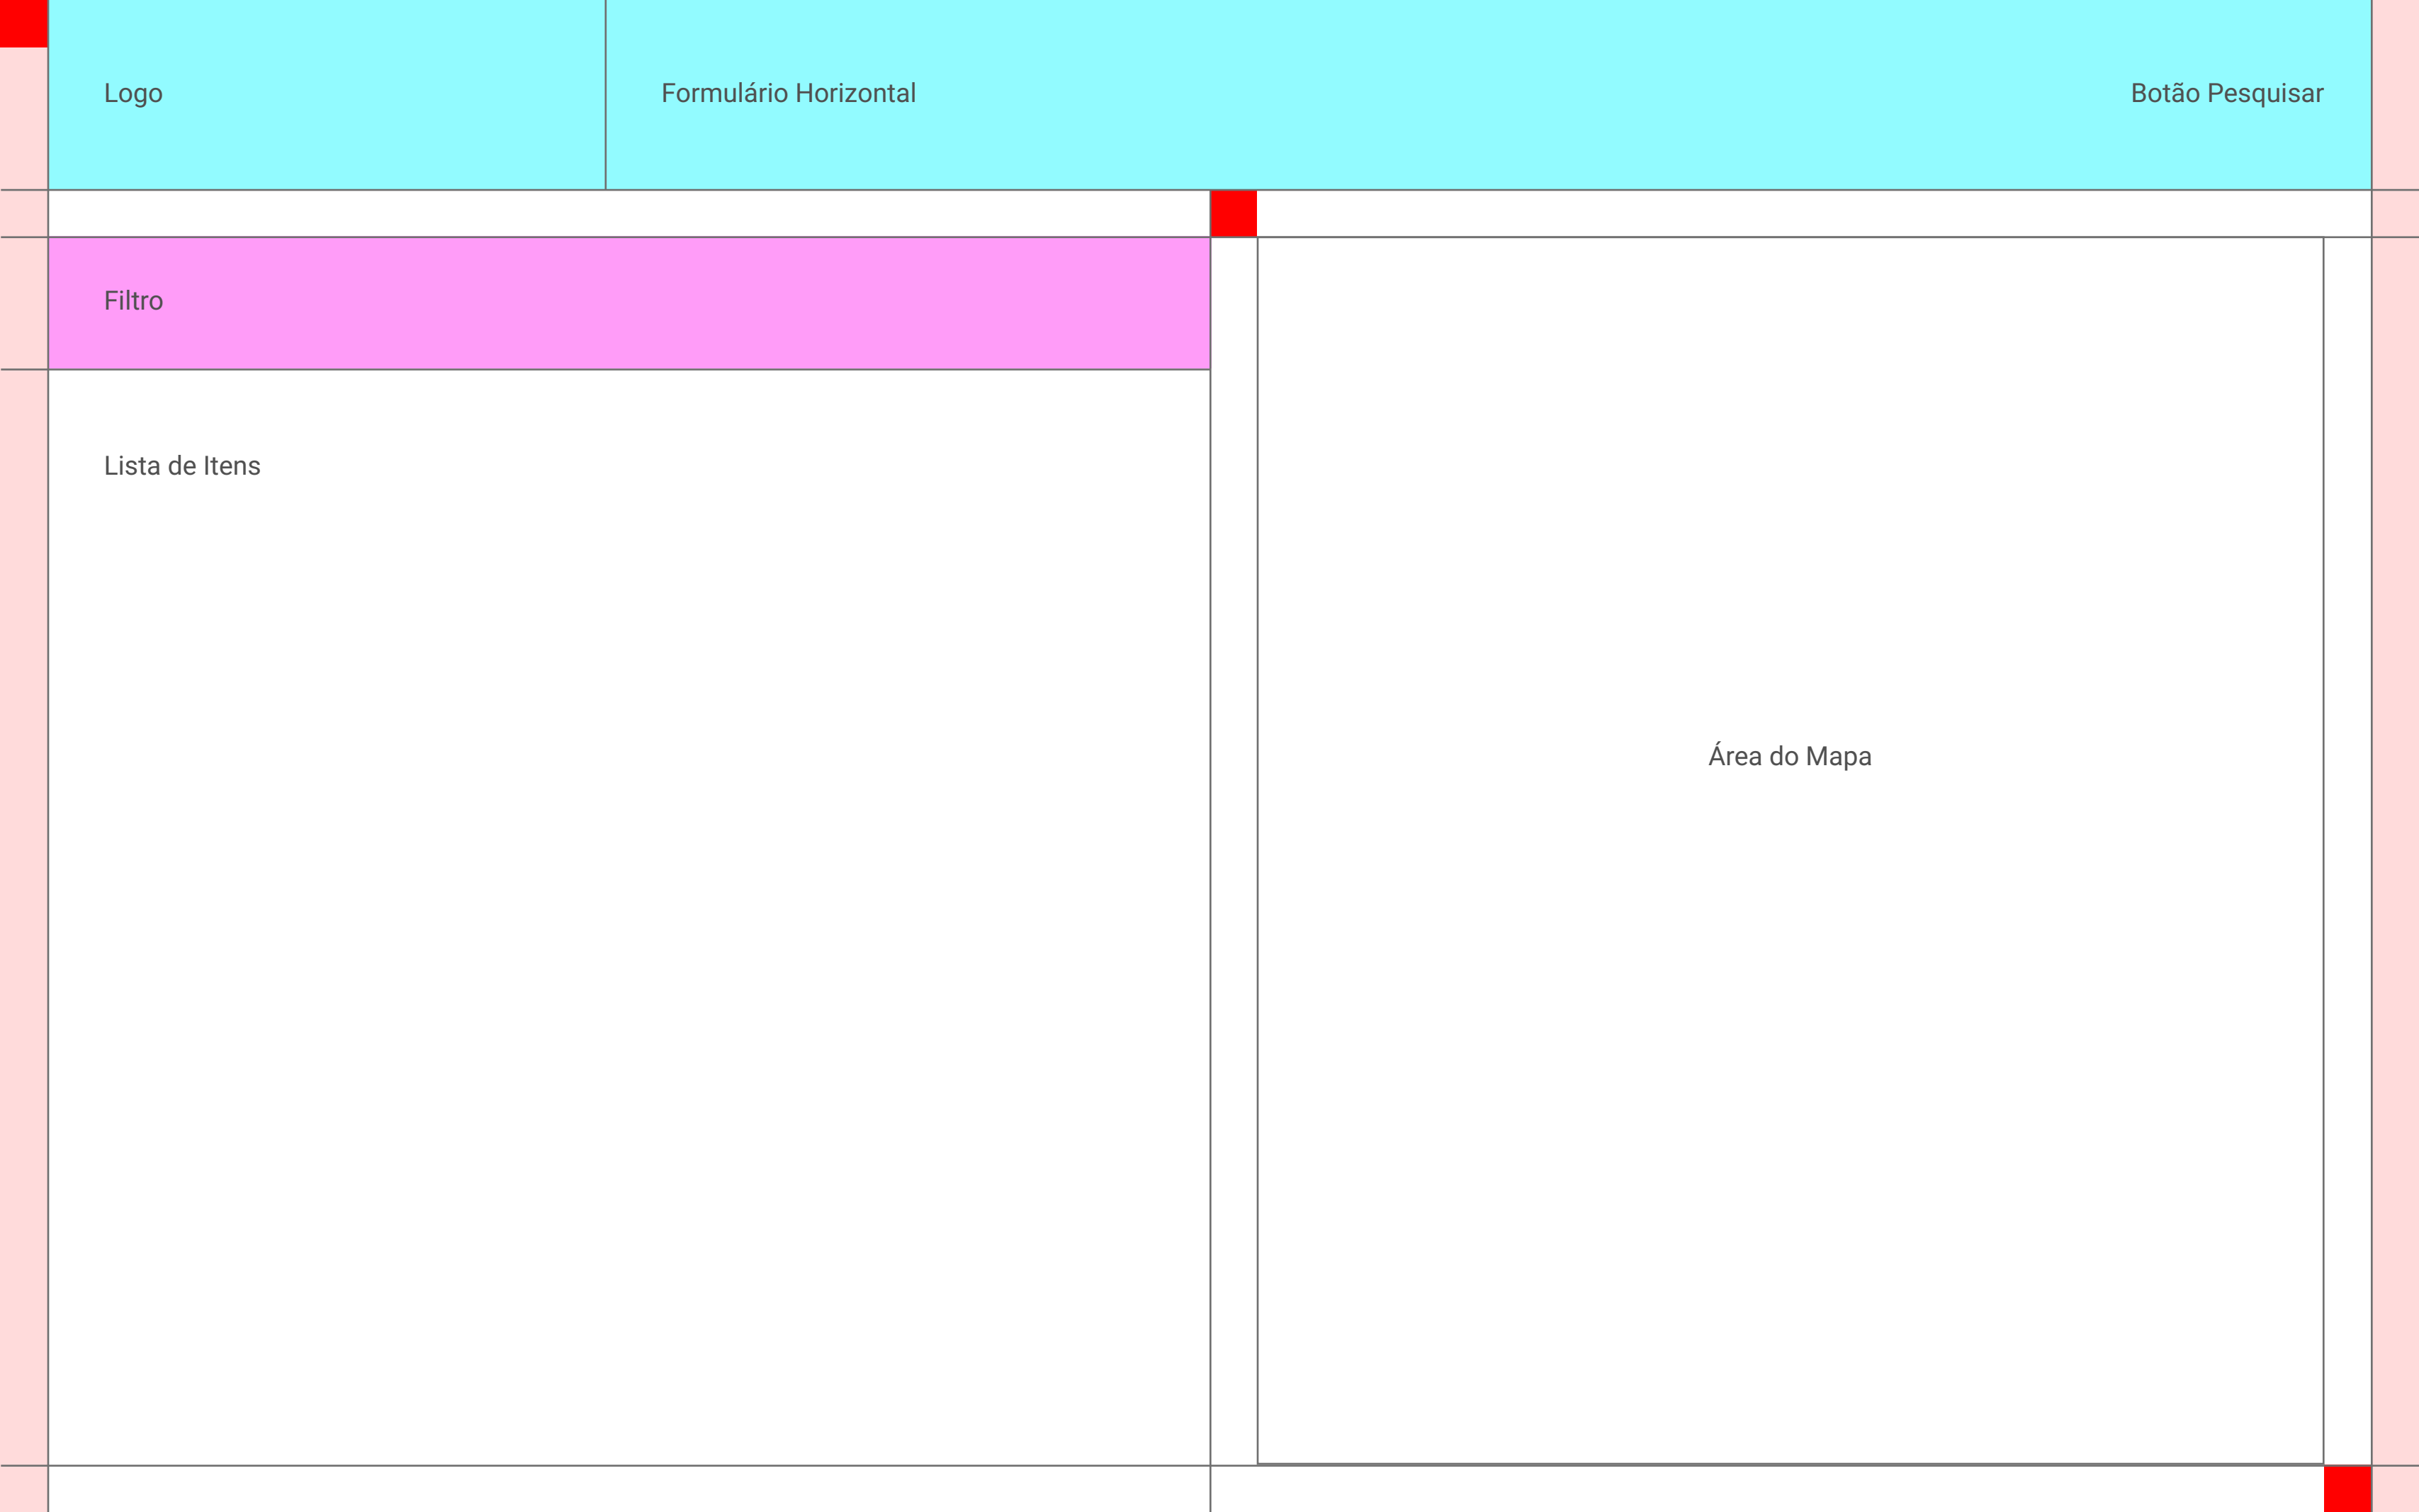 Logo
Formulário Horizontal
Botão Pesquisar
Filtro
Lista de Itens
Área do Mapa